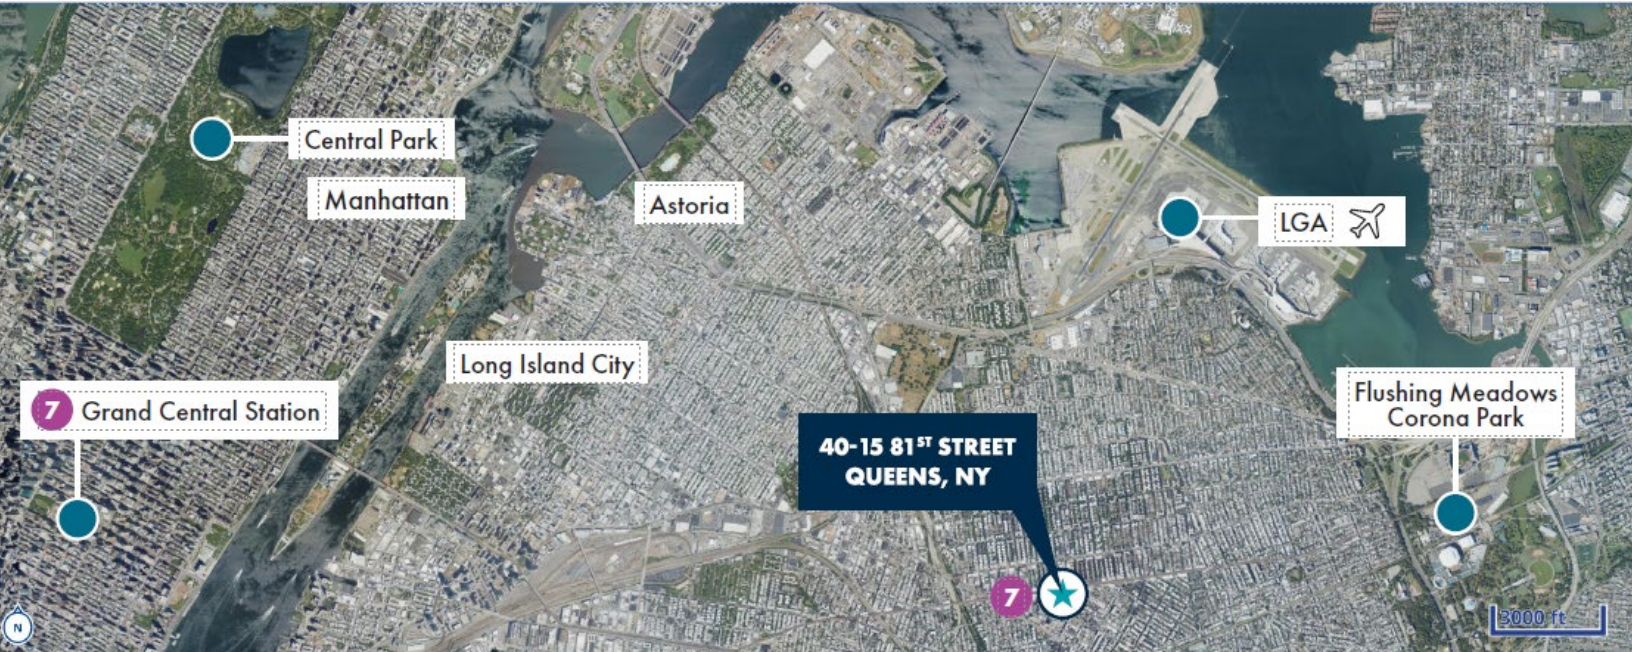 Central Park
Manhattan
Astoria
LGA
Long Island City
Flushing Meadows
Corona Park
7 Grand Central Station
40-15 81ST STREET
QUEENS, NY
7
N
3000 ft